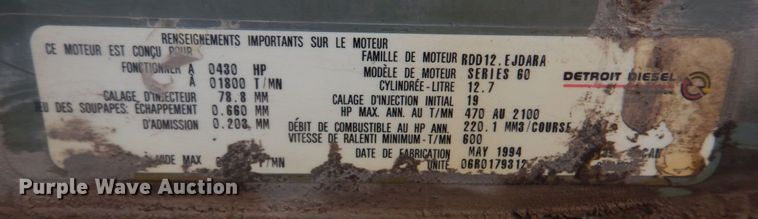 RENSEIGNEMENTS IMPORTANTS SUR LE MOTEUR
CE MOTEUR EST CONÇU POUR
FONCTIONNER A 0430 HP
À 01800 T/MN
CALAGE D'INJECTEUR 78.8 MM
JEU DES SOUPAPES: ÉCHAPPEMENT 0.660 MM
D'ADMISSION 0.203 MM
VIDE MAX T/MN
FAMILLE DE MOTEUR RDD12.EJDARA
MODÈLE DE MOTEUR SERIES 60
CYLINDRÉE-LITRE 12.7
CALAGE D'INJECTION INITIAL 19
HP MAX. ANN. AU T/MN 470 AU 2100
DÉBIT DE COMBUSTIBLE AU HP ANN. 220.1 MM3/COURSE
VITESSE DE RALENTI MINIMUM-T/MN 600
DATE DE FABRICATION MAY 1994
UNITÉ 06R0179312
DETROIT DIESEL
Purple Wave Auction